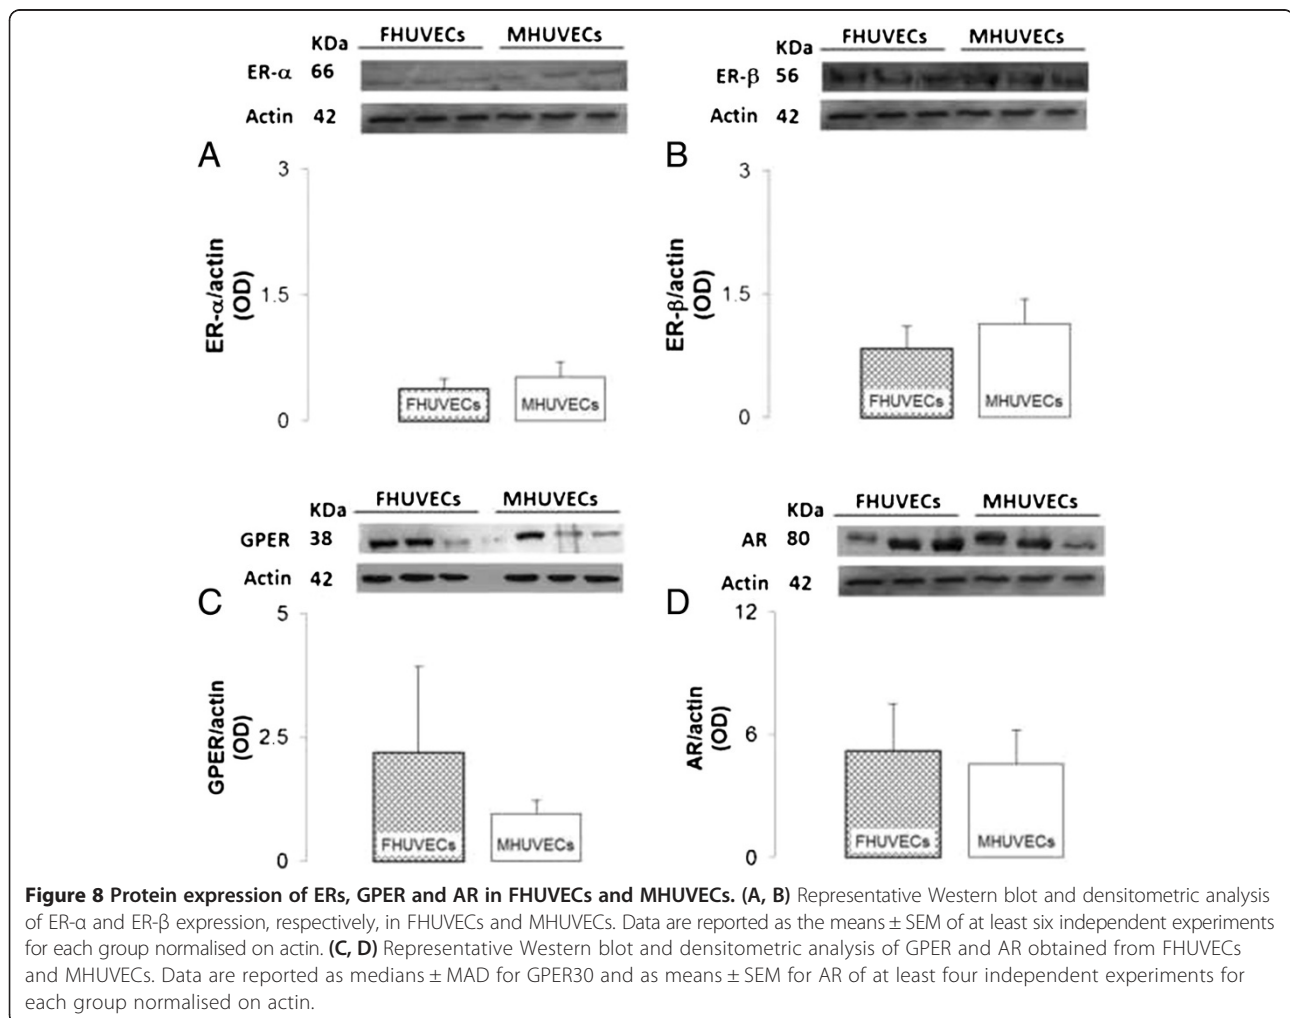 FHUVECs MHUVECs
KDa
ER-α 66
Actin 42
A
3
1.5
0
ER-α/actin
(OD)
FHUVECs
MHUVECs
FHUVECs MHUVECs
KDa
ER-β 56
Actin 42
B
3
1.5
0
ER-β/actin
(OD)
FHUVECs
MHUVECs
FHUVECs MHUVECs
KDa
GPER 38
Actin 42
C
5
2.5
0
GPER/actin
(OD)
FHUVECs
MHUVECs
FHUVECs MHUVECs
KDa
AR 80
Actin 42
D
12
6
0
AR/actin
(OD)
FHUVECs
MHUVECs
Figure 8 Protein expression of ERs, GPER and AR in FHUVECs and MHUVECs. (A, B) Representative Western blot and densitometric analysis
of ER-α and ER-β expression, respectively, in FHUVECs and MHUVECs. Data are reported as the means ± SEM of at least six independent experiments
for each group normalised on actin. (C, D) Representative Western blot and densitometric analysis of GPER and AR obtained from FHUVECs
and MHUVECs. Data are reported as medians ± MAD for GPER30 and as means ± SEM for AR of at least four independent experiments for
each group normalised on actin.